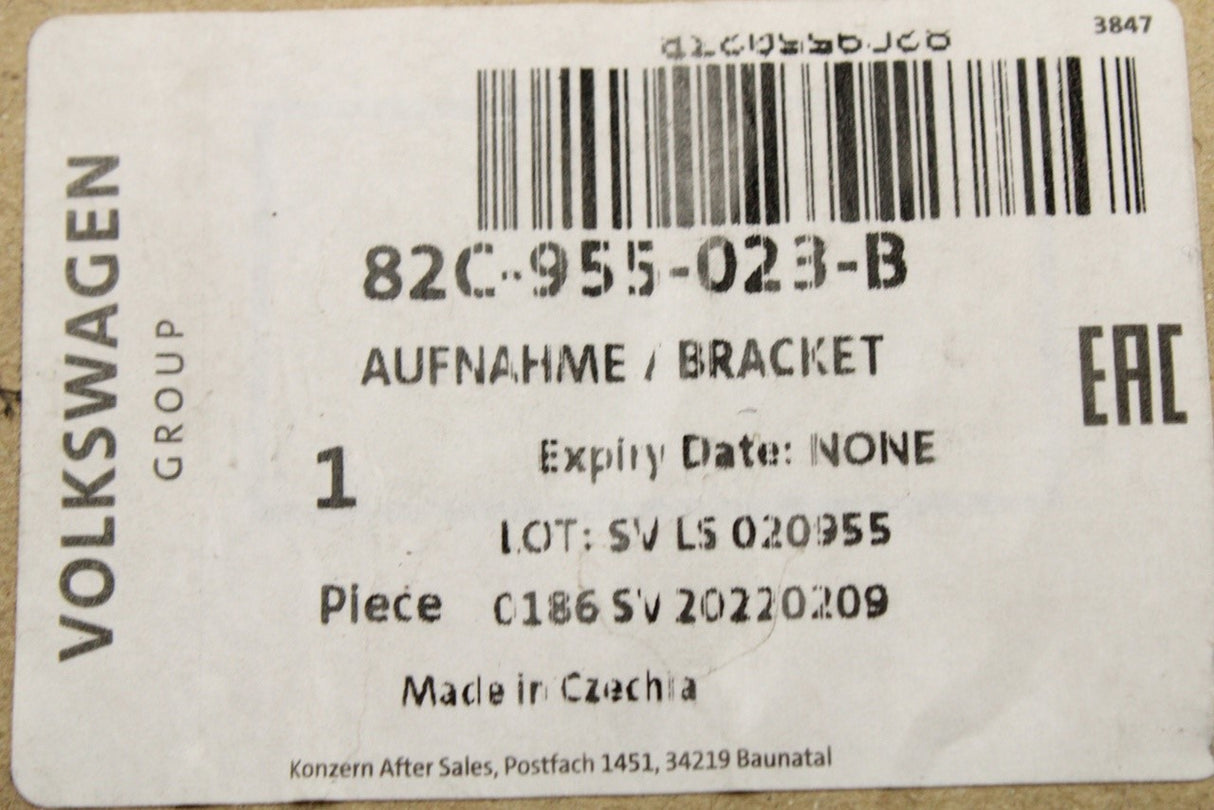 3847
82C-955-023-B
AUFNAHME / BRACKET
EAC
1
Expiry Date: NONE
LOT: SV LS 020955
Piece 0186 SV 20220209
Made in Czechia
Konzern After Sales, Postfach 1451, 34219 Baunatal
VOLKSWAGEN
GROUP